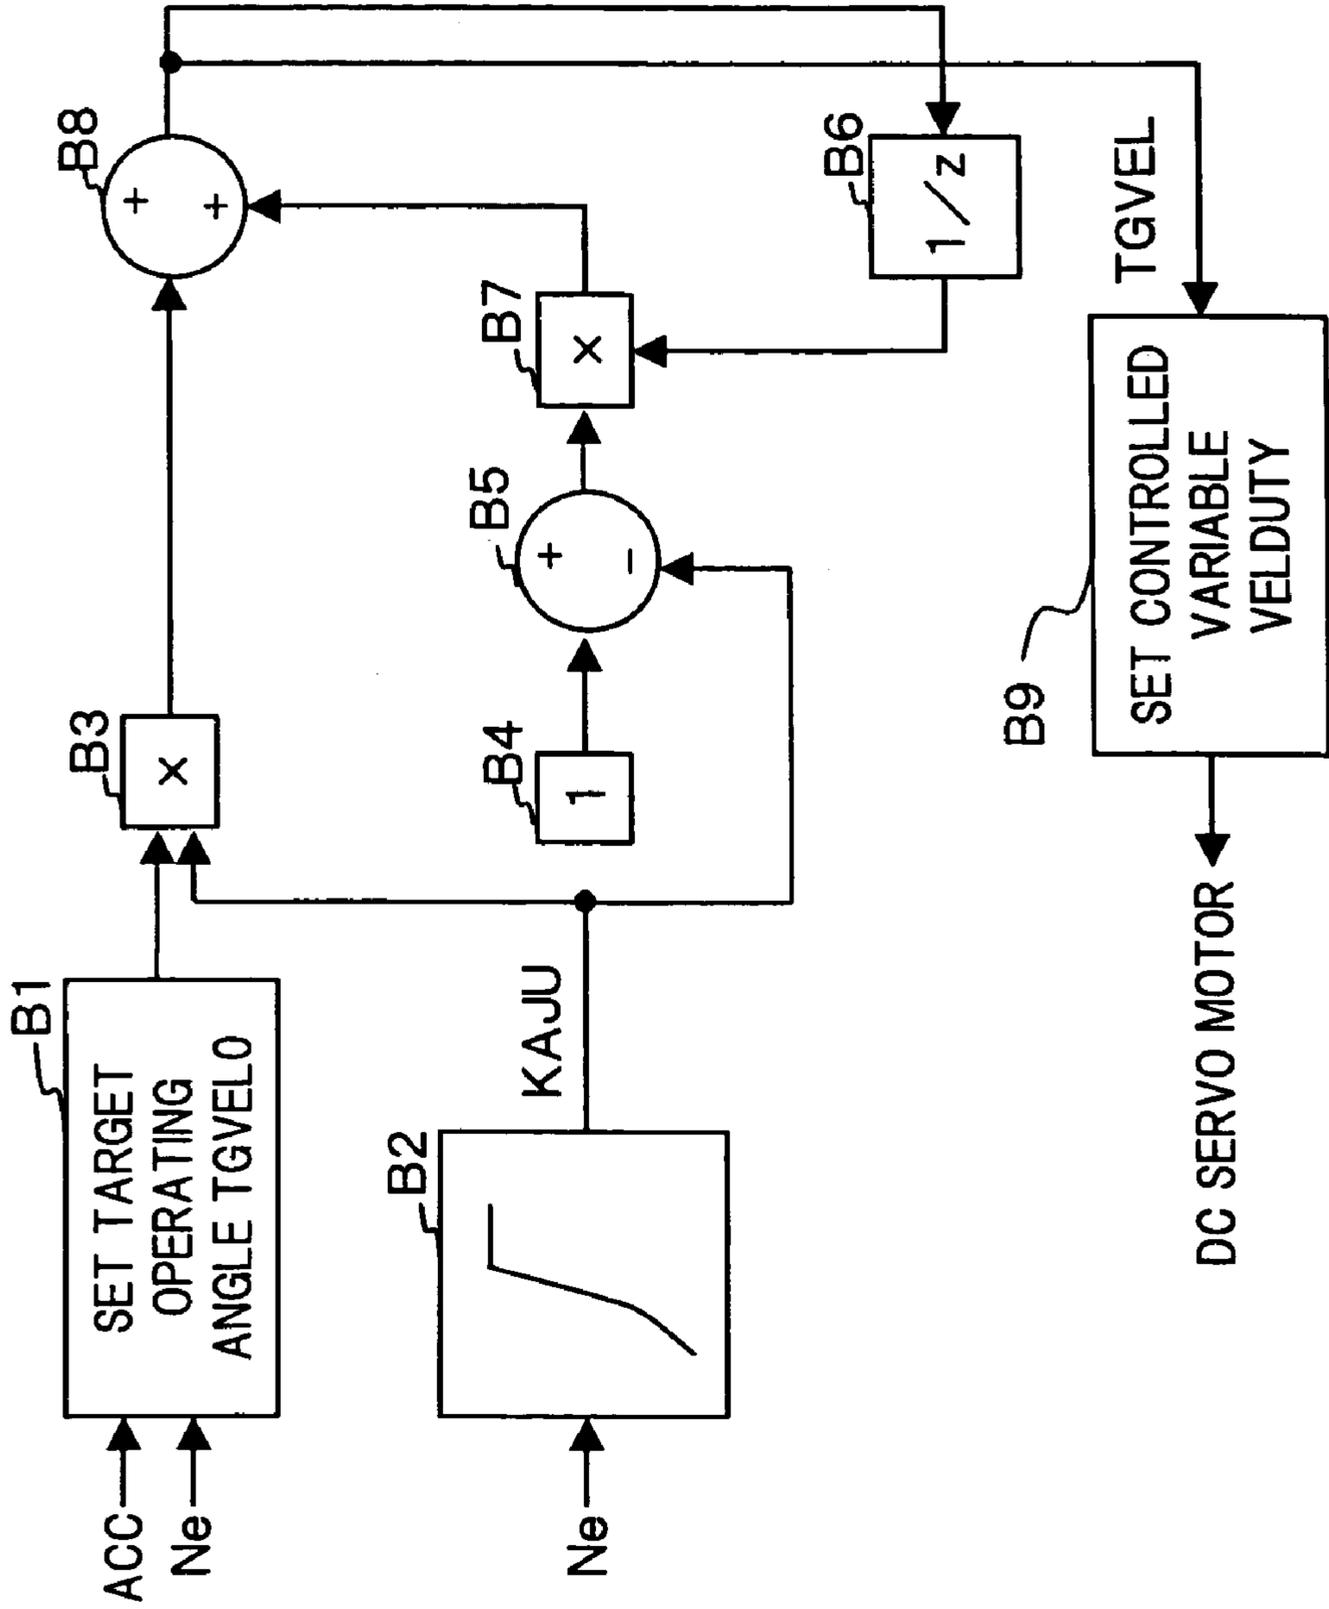 ACC
Ne
B1
SET TARGET
OPERATING
ANGLE TGVEL0
B3
×
B8
+
+
Ne
B2
KAJU
B4
1
B5
+
−
B7
×
B6
1/z
TGVEL
B9
SET CONTROLLED
VARIABLE
VELDUTY
DC SERVO MOTOR